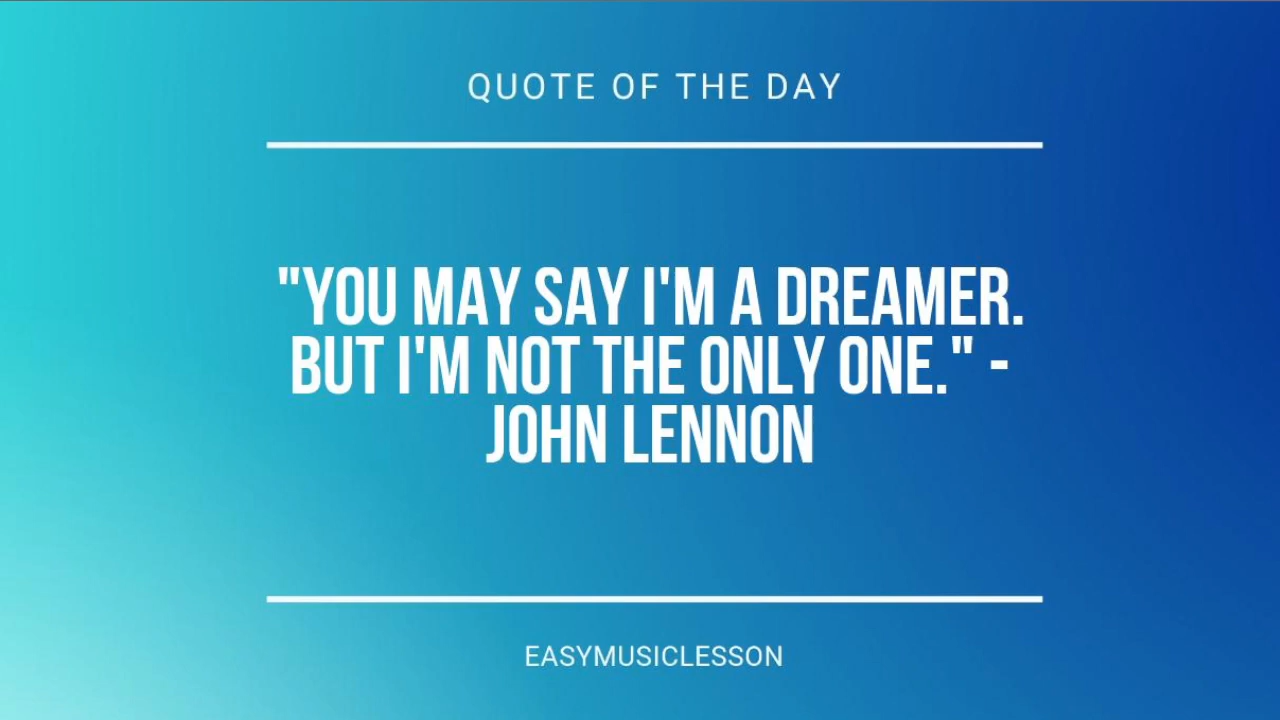 QUOTE OF THE DAY
"YOU MAY SAY I'M A DREAMER.
BUT I'M NOT THE ONLY ONE." -
JOHN LENNON
EASYMUSICLESSON